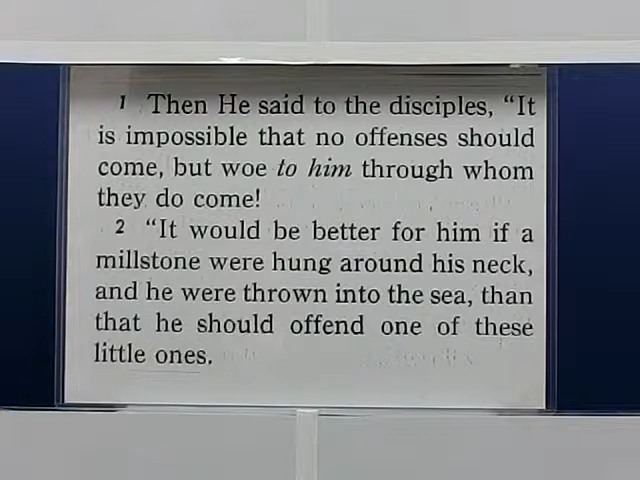 1 Then He said to the disciples, “It
is impossible that no offenses should
come, but woe to him through whom
they do come!
2 “It would be better for him if a
millstone were hung around his neck,
and he were thrown into the sea, than
that he should offend one of these
little ones.